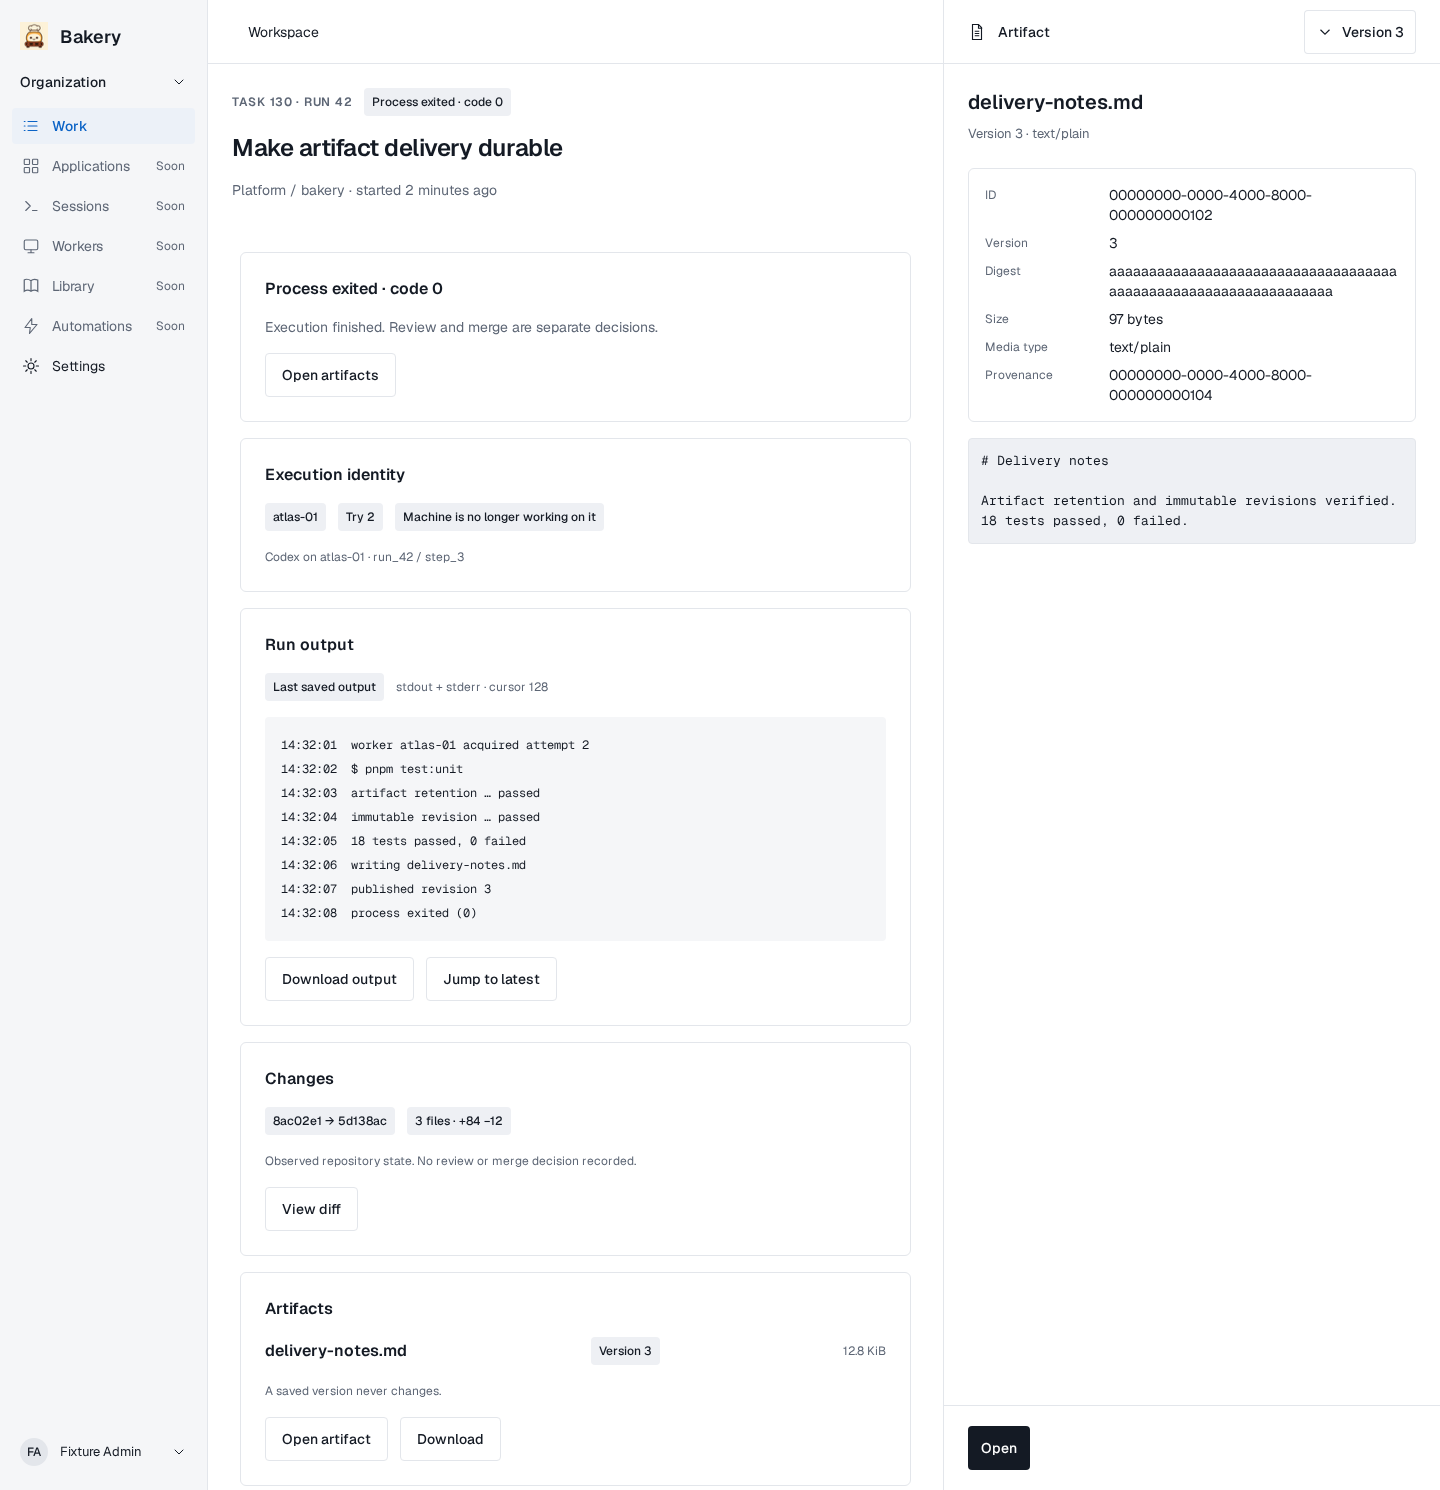 Bakery
Organization
Work
Applications Soon
Sessions Soon
Workers Soon
Library Soon
Automations Soon
Settings
FA Fixture Admin
Workspace
TASK 130 · RUN 42 Process exited · code 0
Make artifact delivery durable
Platform / bakery · started 2 minutes ago
Process exited · code 0
Execution finished. Review and merge are separate decisions.
Open artifacts
Execution identity
atlas-01 Try 2 Machine is no longer working on it
Codex on atlas-01 · run_42 / step_3
Run output
Last saved output stdout + stderr · cursor 128
14:32:01 worker atlas-01 acquired attempt 2
14:32:02 $ pnpm test:unit
14:32:03 artifact retention … passed
14:32:04 immutable revision … passed
14:32:05 18 tests passed, 0 failed
14:32:06 writing delivery-notes.md
14:32:07 published revision 3
14:32:08 process exited (0)
Download output Jump to latest
Changes
8ac02e1 → 5d138ac 3 files · +84 −12
Observed repository state. No review or merge decision recorded.
View diff
Artifacts
delivery-notes.md Version 3 12.8 KiB
A saved version never changes.
Open artifact Download
Artifact Version 3
delivery-notes.md
Version 3 · text/plain
ID 00000000-0000-4000-8000-
000000000102
Version 3
Digest aaaaaaaaaaaaaaaaaaaaaaaaaaaaaaaaaaaa
aaaaaaaaaaaaaaaaaaaaaaaaaaaa
Size 97 bytes
Media type text/plain
Provenance 00000000-0000-4000-8000-
000000000104
# Delivery notes
Artifact retention and immutable revisions verified.
18 tests passed, 0 failed.
Open